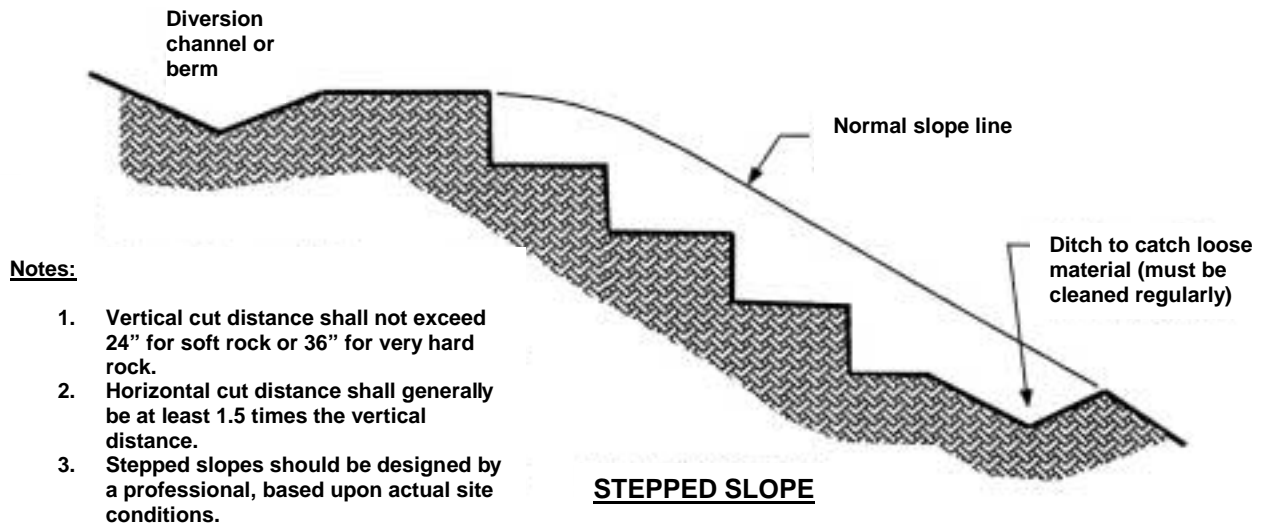 Diversion
channel or
berm
Normal slope line
Ditch to catch loose
material (must be
cleaned regularly)
Notes:
1. Vertical cut distance shall not exceed
24” for soft rock or 36” for very hard
rock.
2. Horizontal cut distance shall generally
be at least 1.5 times the vertical
distance.
3. Stepped slopes should be designed by
a professional, based upon actual site
conditions.
STEPPED SLOPE